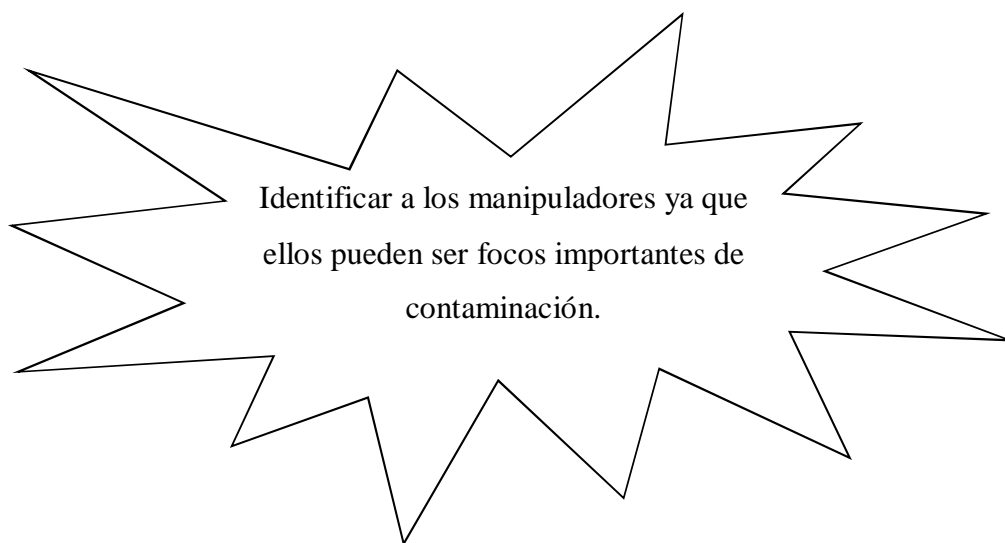 Identificar a los manipuladores ya que
ellos pueden ser focos importantes de
contaminación.